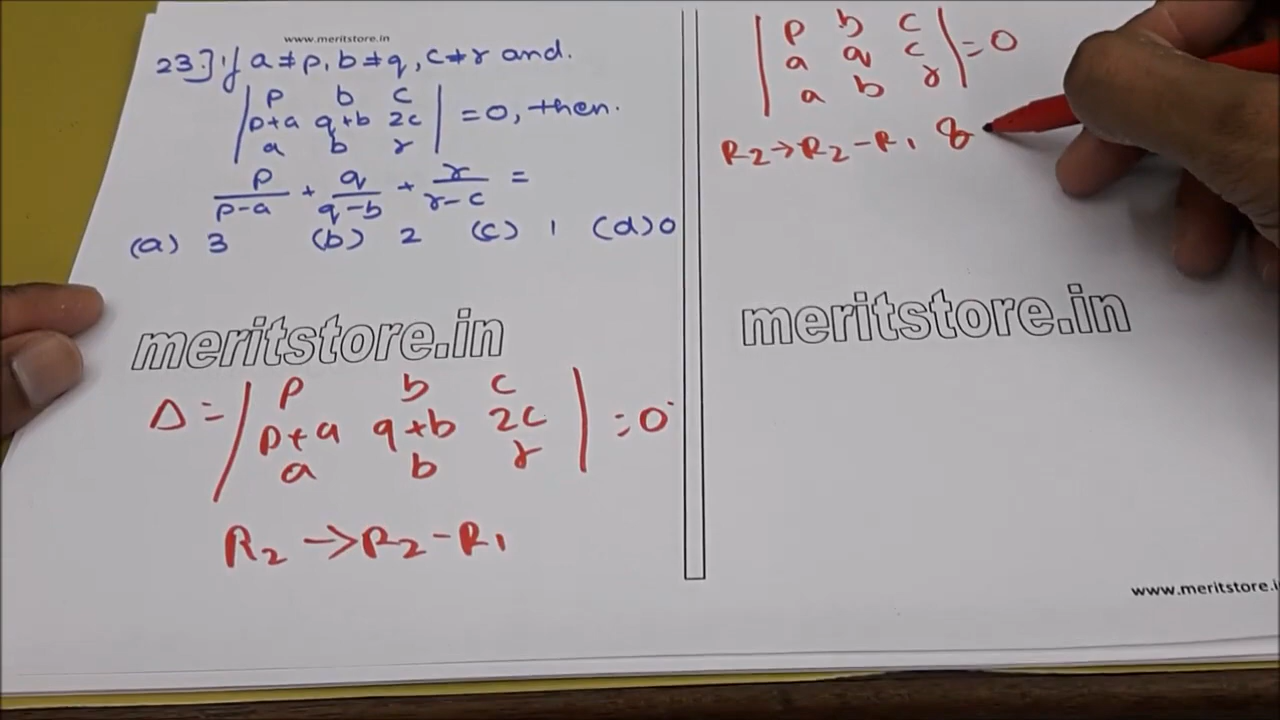 www.meritstore.in
23.] If a≠p, b≠q, c≠r and.
| p b c |
| p+a q+b 2c | =0, then.
| a b r |
p/(p-a) + q/(q-b) + r/(r-c) =
(a) 3 (b) 2 (c) 1 (d) 0
meritstore.in
| p b c |
Δ = | p+a q+b 2c | = 0
| a b r |
R2 → R2 - R1
| p b c |
| a q c | = 0
| a b r |
R2 → R2 - R1 &
meritstore.in
www.meritstore.i